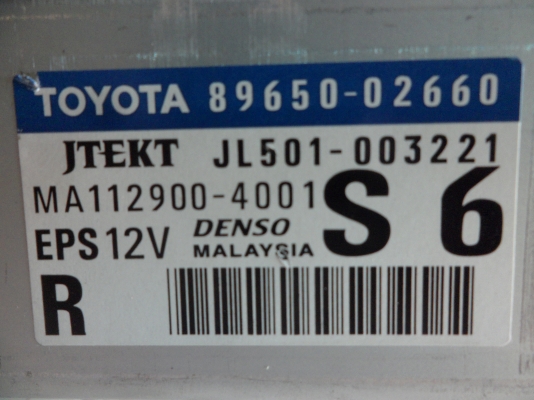 TOYOTA 89650-02660
JTEKT JL501-003221
MA112900-4001 S 6
EPS 12V DENSO MALAYSIA
R